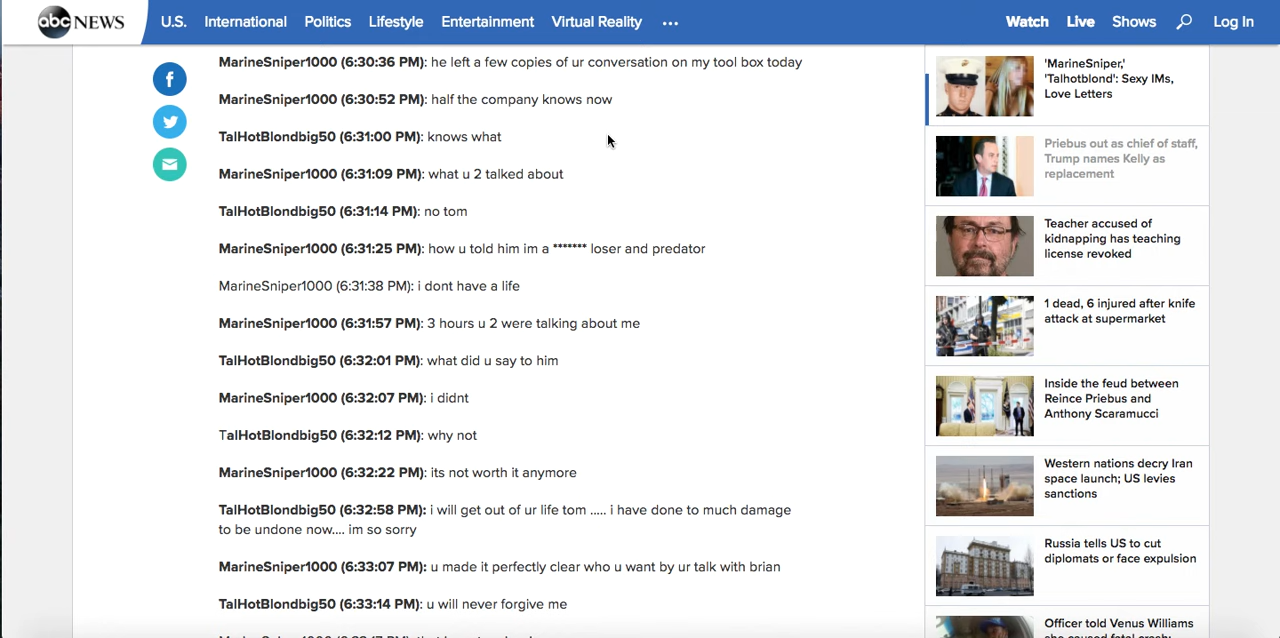 abc NEWS U.S. International Politics Lifestyle Entertainment Virtual Reality ... Watch Live Shows Log In
MarineSniper1000 (6:30:36 PM): he left a few copies of ur conversation on my tool box today
MarineSniper1000 (6:30:52 PM): half the company knows now
TalHotBlondbig50 (6:31:00 PM): knows what
MarineSniper1000 (6:31:09 PM): what u 2 talked about
TalHotBlondbig50 (6:31:14 PM): no tom
MarineSniper1000 (6:31:25 PM): how u told him im a ******* loser and predator
MarineSniper1000 (6:31:38 PM): i dont have a life
MarineSniper1000 (6:31:57 PM): 3 hours u 2 were talking about me
TalHotBlondbig50 (6:32:01 PM): what did u say to him
MarineSniper1000 (6:32:07 PM): i didnt
TalHotBlondbig50 (6:32:12 PM): why not
MarineSniper1000 (6:32:22 PM): its not worth it anymore
TalHotBlondbig50 (6:32:58 PM): i will get out of ur life tom ..... i have done to much damage
to be undone now.... im so sorry
MarineSniper1000 (6:33:07 PM): u made it perfectly clear who u want by ur talk with brian
TalHotBlondbig50 (6:33:14 PM): u will never forgive me
'MarineSniper,'
'Talhotblond': Sexy IMs,
Love Letters
Priebus out as chief of staff,
Trump names Kelly as
replacement
Teacher accused of
kidnapping has teaching
license revoked
1 dead, 6 injured after knife
attack at supermarket
Inside the feud between
Reince Priebus and
Anthony Scaramucci
Western nations decry Iran
space launch; US levies
sanctions
Russia tells US to cut
diplomats or face expulsion
Officer told Venus Williams
she caused fatal crash: